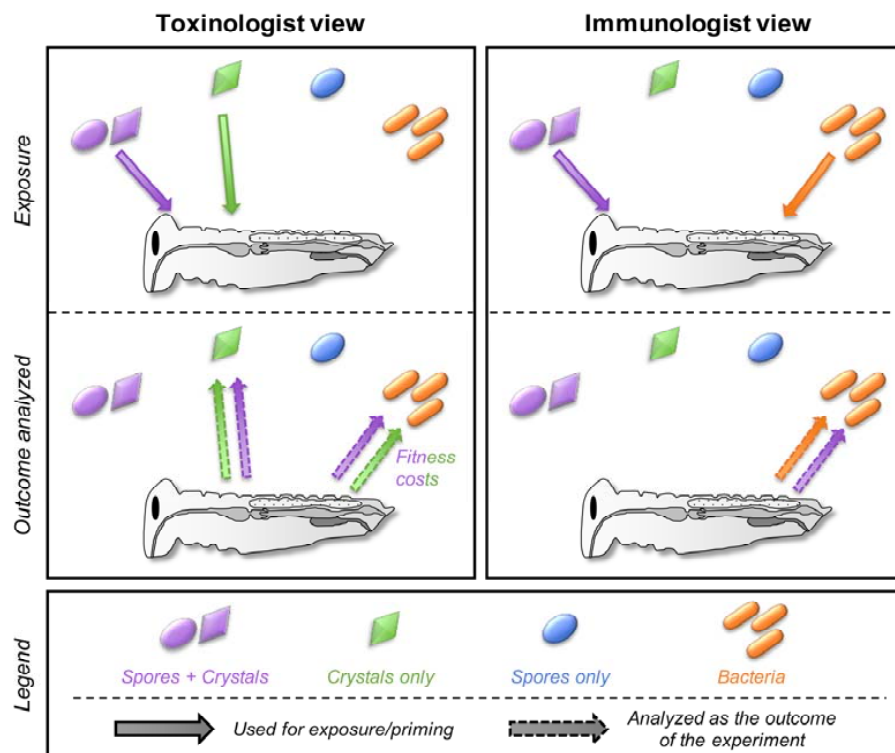 Toxinologist view
Immunologist view
Exposure
Outcome analyzed
Fitness
costs
Legend
Spores + Crystals
Crystals only
Spores only
Bacteria
Used for exposure/priming
Analyzed as the outcome
of the experiment